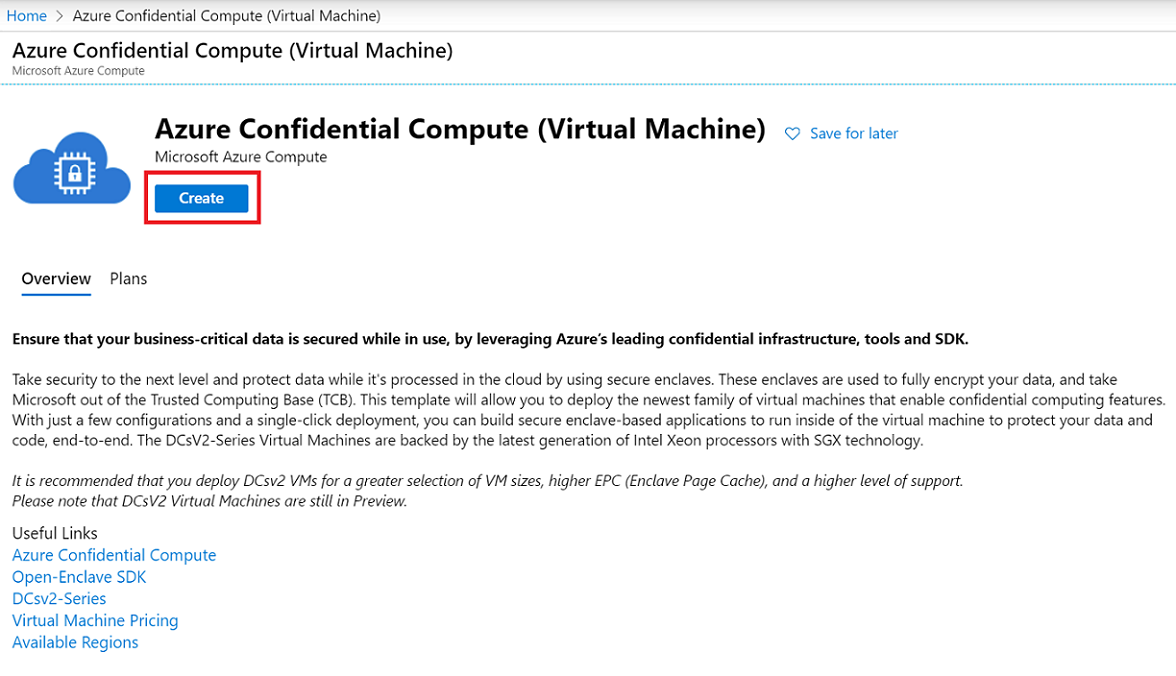 Home > Azure Confidential Compute (Virtual Machine)
Azure Confidential Compute (Virtual Machine)
Microsoft Azure Compute
Azure Confidential Compute (Virtual Machine)
Save for later
Microsoft Azure Compute
Create
Overview Plans
Ensure that your business-critical data is secured while in use, by leveraging Azure’s leading confidential infrastructure, tools and SDK.
Take security to the next level and protect data while it's processed in the cloud by using secure enclaves. These enclaves are used to fully encrypt your data, and take
Microsoft out of the Trusted Computing Base (TCB). This template will allow you to deploy the newest family of virtual machines that enable confidential computing features.
With just a few configurations and a single-click deployment, you can build secure enclave-based applications to run inside of the virtual machine to protect your data and
code, end-to-end. The DCsV2-Series Virtual Machines are backed by the latest generation of Intel Xeon processors with SGX technology.
It is recommended that you deploy DCsv2 VMs for a greater selection of VM sizes, higher EPC (Enclave Page Cache), and a higher level of support.
Please note that DCsV2 Virtual Machines are still in Preview.
Useful Links
Azure Confidential Compute
Open-Enclave SDK
DCsv2-Series
Virtual Machine Pricing
Available Regions